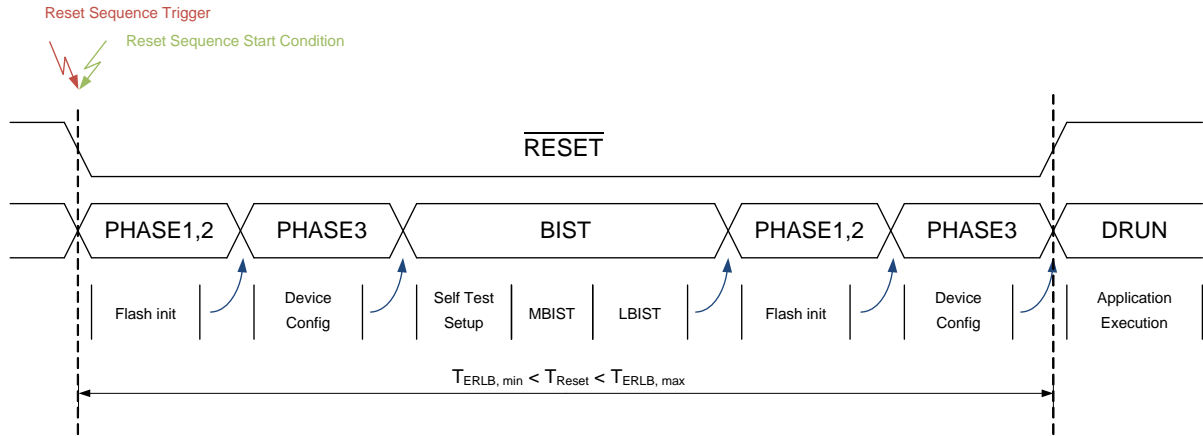 Reset Sequence Trigger
Reset Sequence Start Condition
RESET
PHASE1,2
PHASE3
BIST
PHASE1,2
PHASE3
DRUN
Flash init
Device
Config
Self Test
Setup
MBIST
LBIST
Flash init
Device
Config
Application
Execution
TERLB, min < TReset < TERLB, max